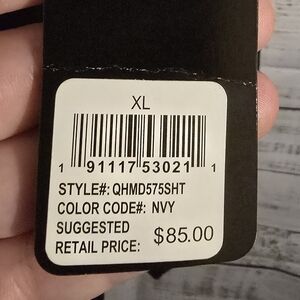 XL
1 91117 53021 1
STYLE#: QHMD575SHT
COLOR CODE#: NVY
SUGGESTED
RETAIL PRICE: $85.00